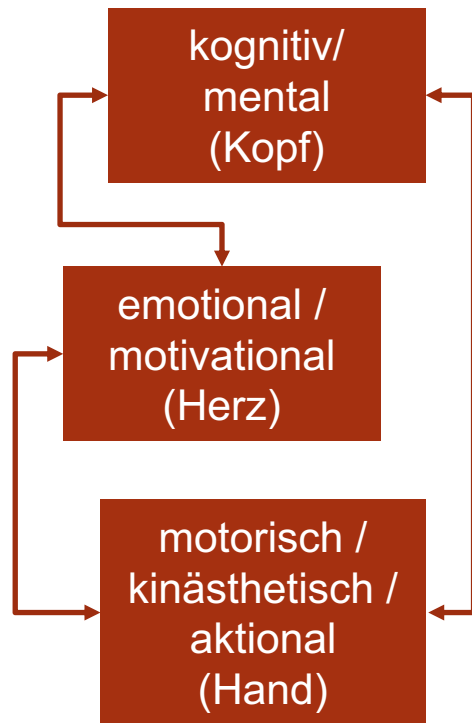 kognitiv/
mental
(Kopf)
emotional /
motivational
(Herz)
motorisch /
kinästhetisch /
aktional
(Hand)